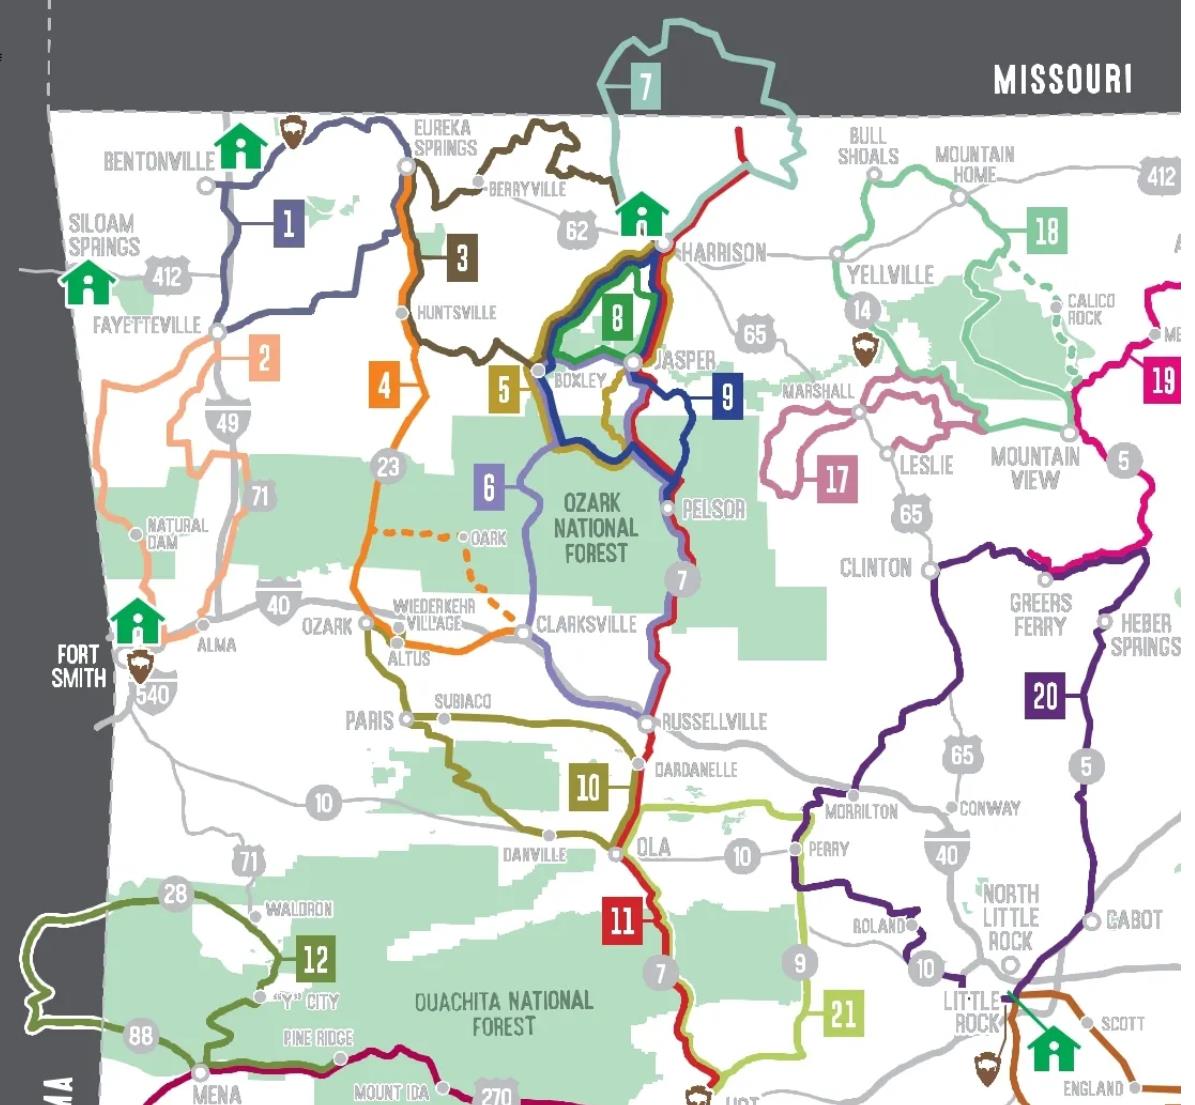 7
MISSOURI
EUREKA
SPRINGS
BULL
SHOALS
MOUNTAIN
HOME
BENTONVILLE
412
BERRYVILLE
SILOAM
SPRINGS
1
62
18
HARRISON
3
412
YELLVILLE
CALICO
ROCK
HUNTSVILLE
14
8
FAYETTEVILLE
65
2
JASPER
4
5
BOXLEY
9
MARSHALL
19
49
MOUNTAIN
VIEW
5
LESLIE
23
17
6
71
OZARK
NATIONAL
FOREST
PELSOR
65
NATURAL
DAM
OARK
CLINTON
7
40
WIEDERKEHR
VILLAGE
GREERS
FERRY
OZARK
CLARKSVILLE
HEBER
SPRINGS
ALMA
ALTUS
FORT
SMITH
540
20
SUBIACO
PARIS
RUSSELLVILLE
65
5
DARDANELLE
10
10
MORRILTON
CONWAY
OLA
DANVILLE
10
PERRY
40
71
28
WALDRON
NORTH
LITTLE
ROCK
11
ROLAND
CABOT
12
7
9
10
"Y" CITY
OUACHITA NATIONAL
FOREST
LITTLE
ROCK
21
SCOTT
88
PINE RIDGE
MENA
MOUNT IDA
270
ENGLAND
MA